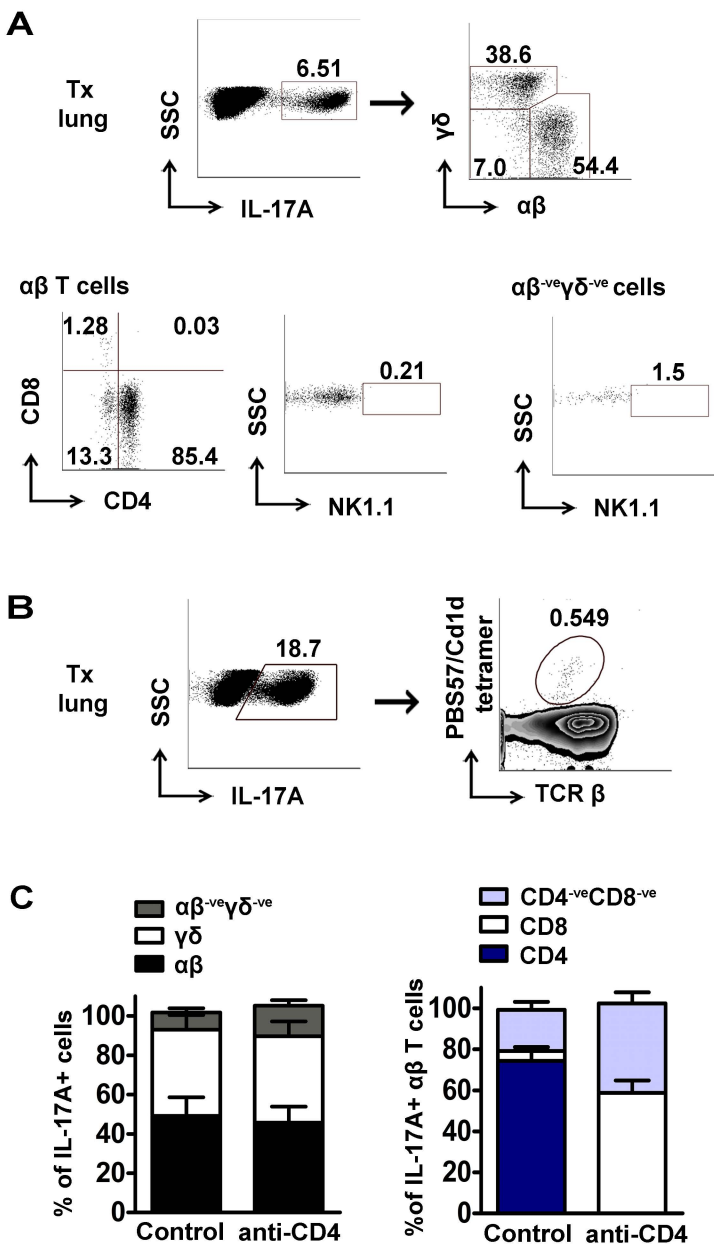 A
Tx
lung
SSC
6.51
IL-17A
γδ
38.6
7.0
54.4
αβ
αβ T cells
CD8
1.28
0.03
13.3
85.4
CD4
SSC
0.21
NK1.1
αβ-veγδ-ve cells
SSC
1.5
NK1.1
B
Tx
lung
SSC
18.7
IL-17A
PBS57/Cd1d
tetramer
0.549
TCR β
C
αβ-veγδ-ve
γδ
αβ
% of IL-17A+ cells
100
80
60
40
20
0
Control
anti-CD4
CD4-veCD8-ve
CD8
CD4
%of IL-17A+ αβ T cells
100
80
60
40
20
0
Control
anti-CD4